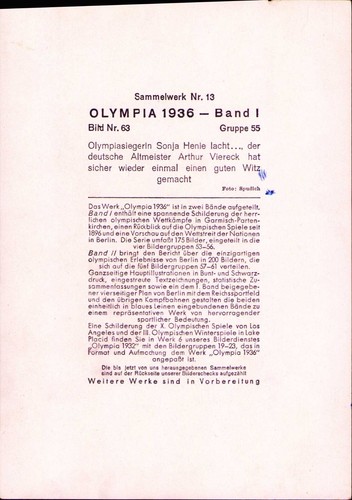 Sammelwerk Nr. 13
OLYMPIA 1936 — Band I
Bild Nr. 63 Gruppe 55
Olympiasiegerin Sonja Henie lacht..., der
deutsche Altmeister Arthur Viereck hat
sicher wieder einmal einen guten Witz
gemacht
Foto: Spudich
Das Werk „Olympia 1936" ist in zwei Bände aufgeteilt.
Band I enthält eine spannende Schilderung der herr-
lichen olympischen Wettkämpfe in Garmisch-Parten-
kirchen, einen Rückblick auf die Olympischen Spiele seit
1896 und eine Vorschau auf den Weltstreit der Nationen
in Berlin. Die Serie umfaßt 175 Bilder, eingeteilt in die
vier Bildergruppen 53–56.
Band II bringt den Bericht über die einzigartigen
olympischen Erlebnisse von Berlin in 200 Bildern, die
sich auf die fünf Bildergruppen 57–61 verteilen.
Ganzseitige Haupttillustrationen in Bunt- und Schwarz-
druck, eingestreute Textzeichnungen, statistische Zu-
sammenfassungen sowie ein dem I. Band beigegebe-
ner vierseitiger Plan von Berlin mit dem Reichssportfeld
und den übrigen Kampfbahnen gestalten die beiden
einheitlich in blaues Leinen eingebundenen Bände zu
einem repräsentativen Werk von hervorragender
sportlicher Bedeutung.
Eine Schilderung der X. Olympischen Spiele von Los
Angeles und der III. Olympischen Winterspiele in Lake
Placid finden Sie in Werk 6 unseres Bilderdienstes
„Olympia 1932" mit den Bildergruppen 19–23, das in
Format und Aufmachung dem Werk „Olympia 1936"
angepaßt ist.
Die bis jetzt von uns herausgegebenen Sammelwerke
sind auf der Rückseite unserer Bilderschecks aufgezählt
Weitere Werke sind in Vorbereitung